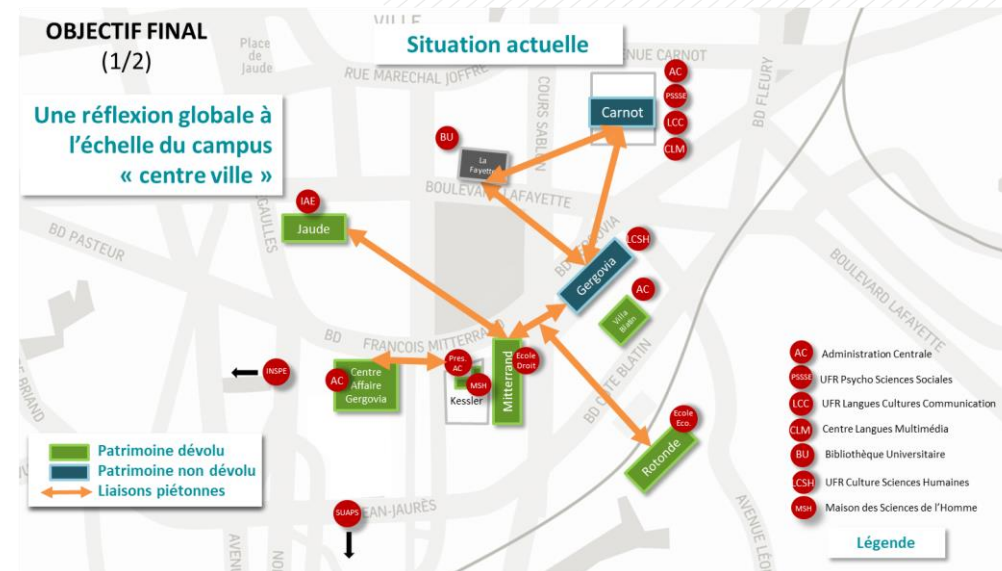 OBJECTIF FINAL
(1/2)
Situation actuelle
Une réflexion globale à
l’échelle du campus
« centre ville »
VILLE
Place
de
Jaude
RUE MARECHAL JOFFRE
COURS SABLON
AC
PSSSE
LCC
CLM
Carnot
BD FLEURY
BU
La
Fayette
BOULEVARD LAFAYETTE
IAE
Jaude
BD PASTEUR
LCSH
Gergovia
AC
Villa
Blatin
BOULEVARD LAFAYETTE
BD
FRANCOIS MITTERRAND
INSPE
AC
Centre
Affaire
Gergovia
Pres.
AC
MSH
Kessler
Mitterrand
Ecole
Droit
BD COTE BLATIN
Ecole
Eco.
Rotonde
Patrimoine dévolu
Patrimoine non dévolu
Liaisons piétonnes
SUAPS
JEAN-JAURÈS
AC Administration Centrale
PSSSE UFR Psycho Sciences Sociales
LCC UFR Langues Cultures Communication
CLM Centre Langues Multimédia
BU Bibliothèque Universitaire
LCSH UFR Culture Sciences Humaines
MSH Maison des Sciences de l’Homme
Légende